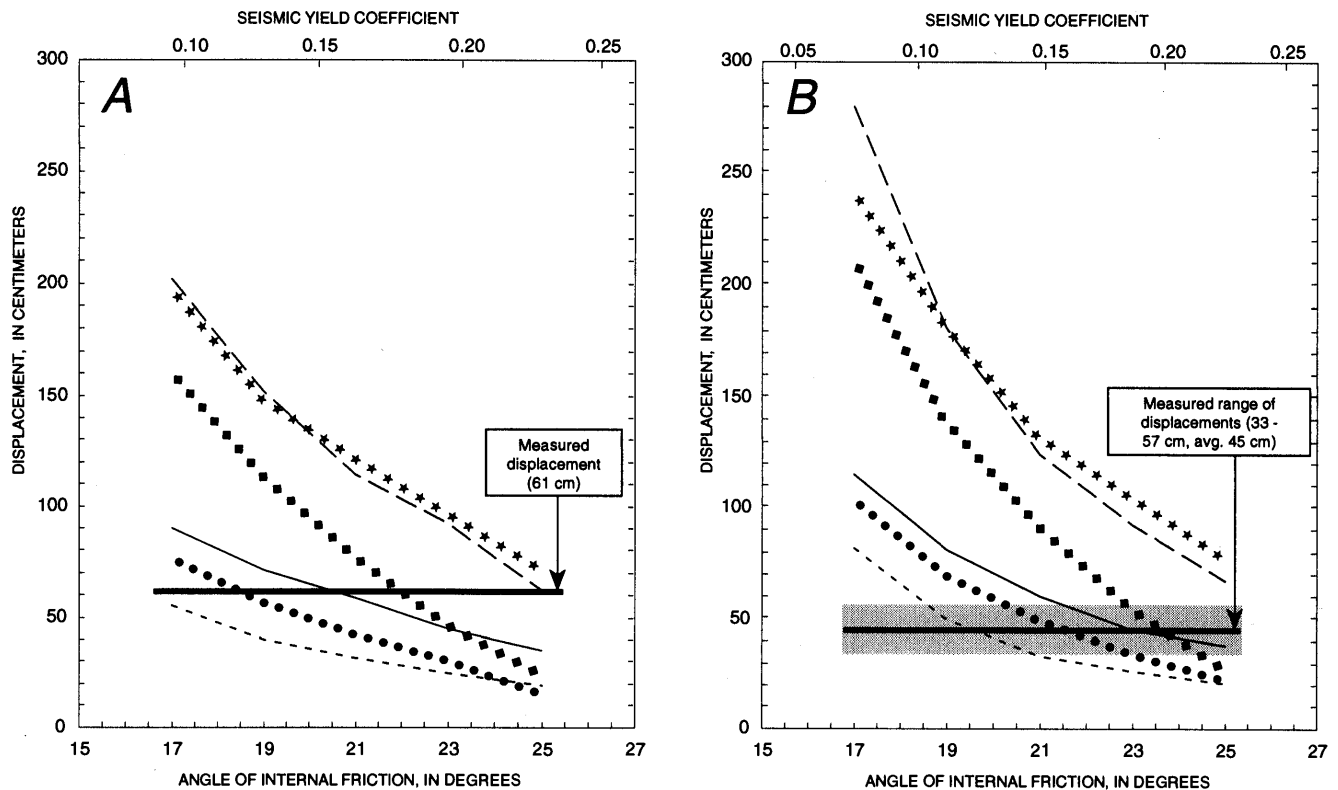 SEISMIC YIELD COEFFICIENT
0.10 0.15 0.20 0.25
A
300
250
200
150
100
50
0
DISPLACEMENT, IN CENTIMETERS
Measured
displacement
(61 cm)
15 17 19 21 23 25 27
ANGLE OF INTERNAL FRICTION, IN DEGREES
SEISMIC YIELD COEFFICIENT
0.05 0.10 0.15 0.20 0.25
B
300
250
200
150
100
50
0
DISPLACEMENT, IN CENTIMETERS
Measured range of
displacements (33 -
57 cm, avg. 45 cm)
15 17 19 21 23 25 27
ANGLE OF INTERNAL FRICTION, IN DEGREES